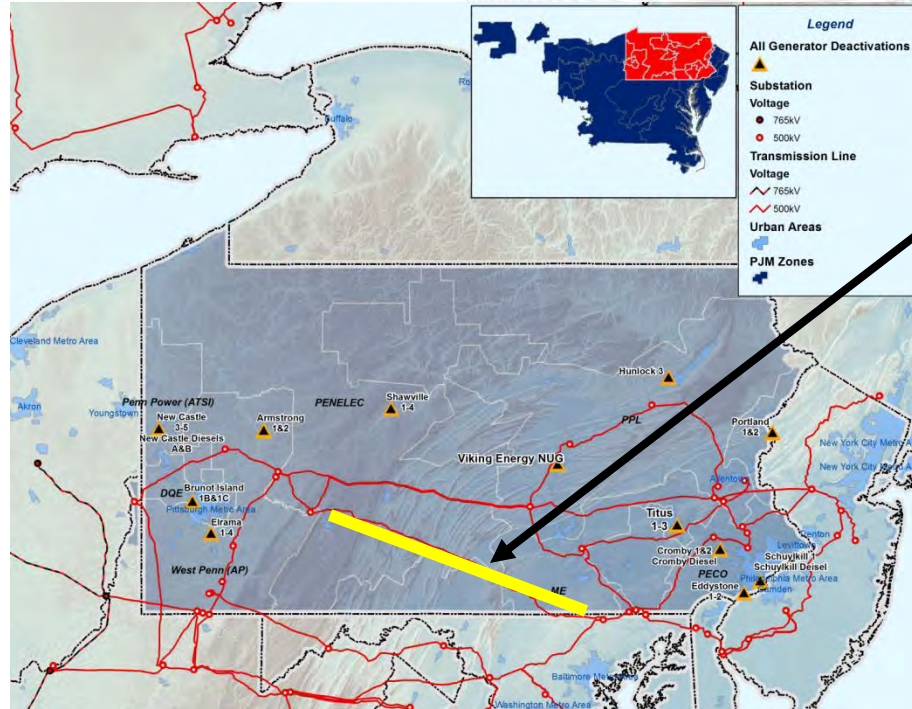 Legend
All Generator Deactivations
Substation
Voltage
765kV
500kV
Transmission Line
Voltage
765kV
500kV
Urban Areas
PJM Zones
Buffalo
Cleveland Metro Area
Akron
Youngstown
Penn Power (ATSI)
New Castle
3-5
New Castle Diesels
A&B
Armstrong
1&2
PENELEC
Shawville
1-4
Hunlock 3
PPL
Portland
1&2
Viking Energy NUG
New York City Metro A
New York City Metro A
Allentown
DQE
Brunot Island
1B&1C
Pittsburgh Metro Area
Elrama
1-4
Titus
1-3
Cromby 1&2
Cromby Diesel
Levittown
Schuylkill 1
Schuylkill Deisel
PECO
Philadelphia Metro Area
Eddystone
1-2
Camden
West Penn (AP)
ME
Baltimore Met
Washington Metro Area